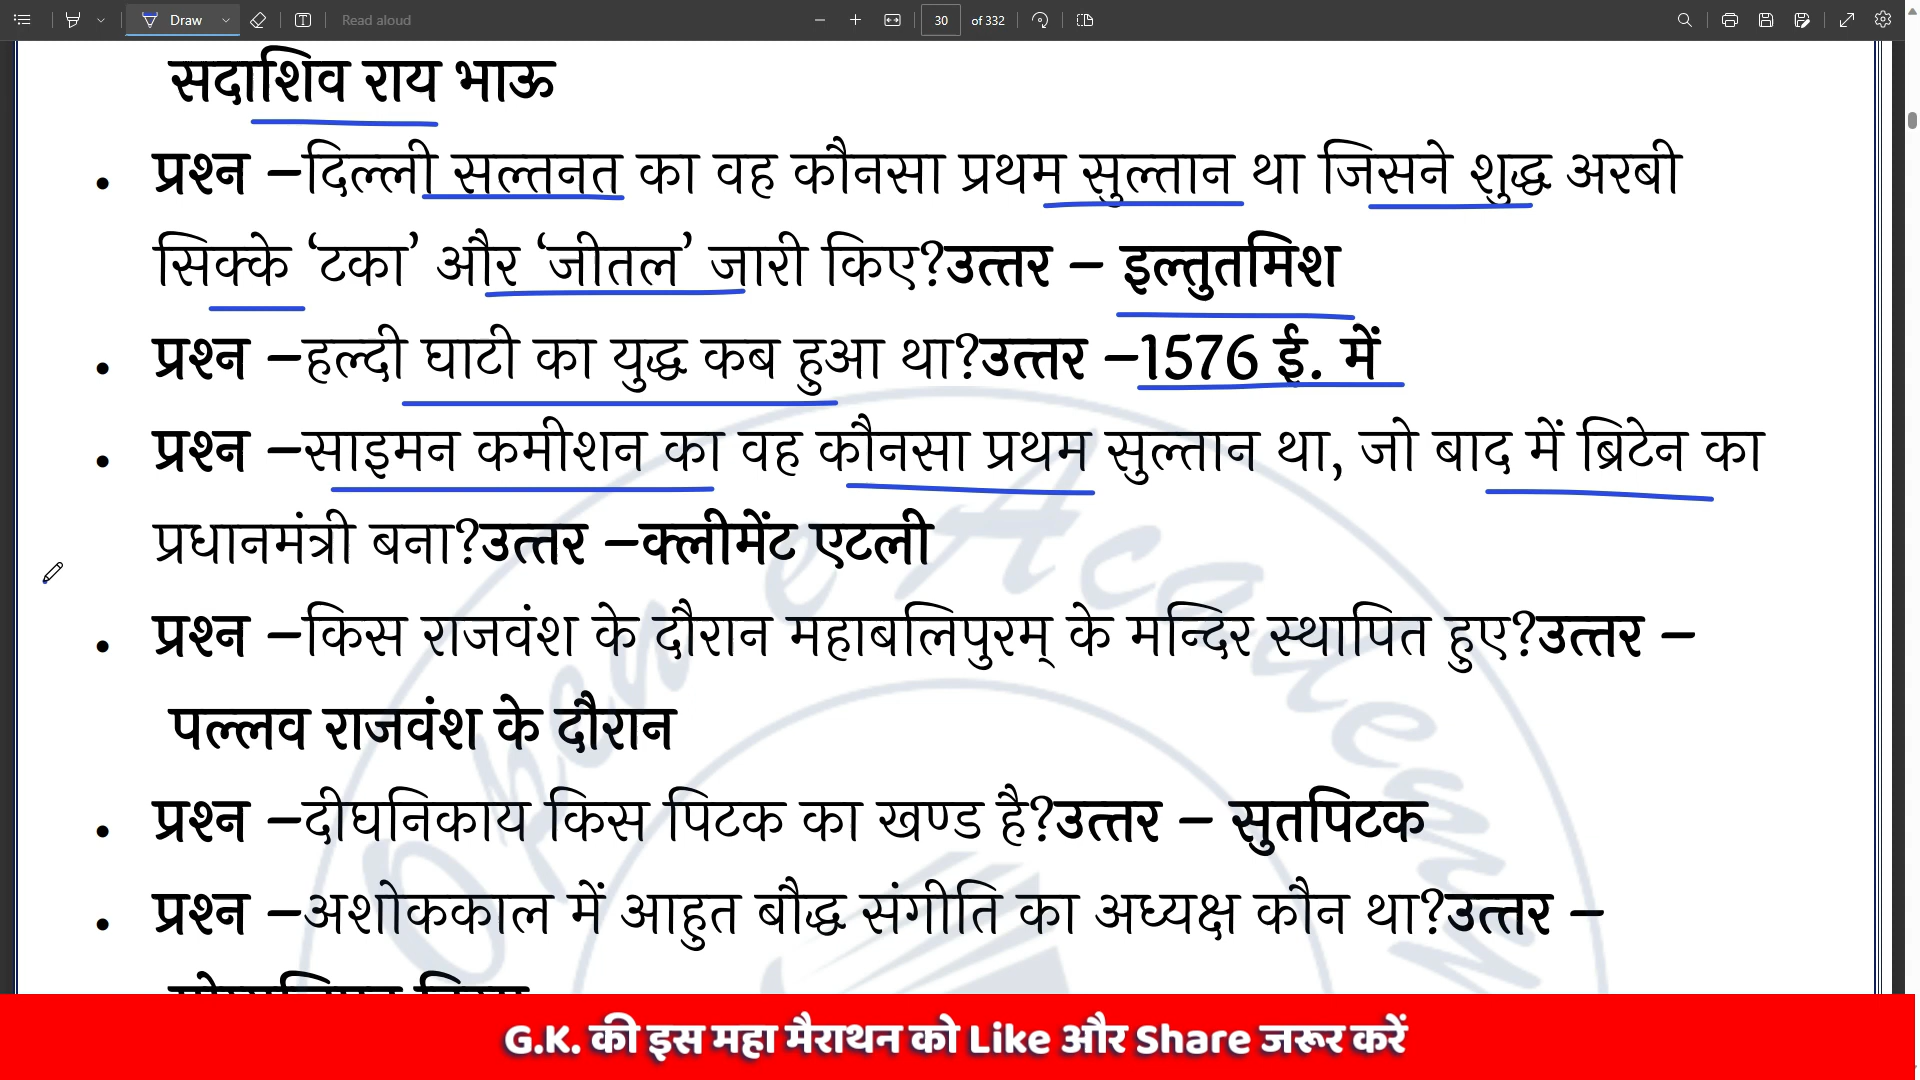 Draw
Read aloud
30 of 332
सदाशिव राय भाऊ
• प्रश्न –दिल्ली सल्तनत का वह कौनसा प्रथम सुल्तान था जिसने शुद्ध अरबी
सिक्के ‘टका’ और ‘जीतल’ जारी किए?उत्तर – इल्तुतमिश
• प्रश्न –हल्दी घाटी का युद्ध कब हुआ था?उत्तर –1576 ई. में
• प्रश्न –साइमन कमीशन का वह कौनसा प्रथम सुल्तान था, जो बाद में ब्रिटेन का
प्रधानमंत्री बना?उत्तर –क्लीमेंट एटली
• प्रश्न –किस राजवंश के दौरान महाबलिपुरम् के मन्दिर स्थापित हुए?उत्तर –
पल्लव राजवंश के दौरान
• प्रश्न –दीघनिकाय किस पिटक का खण्ड है?उत्तर – सुतपिटक
• प्रश्न –अशोककाल में आहुत बौद्ध संगीति का अध्यक्ष कौन था?उत्तर –
Open e Academy
G.K. की इस महा मैराथन को Like और Share जरूर करें